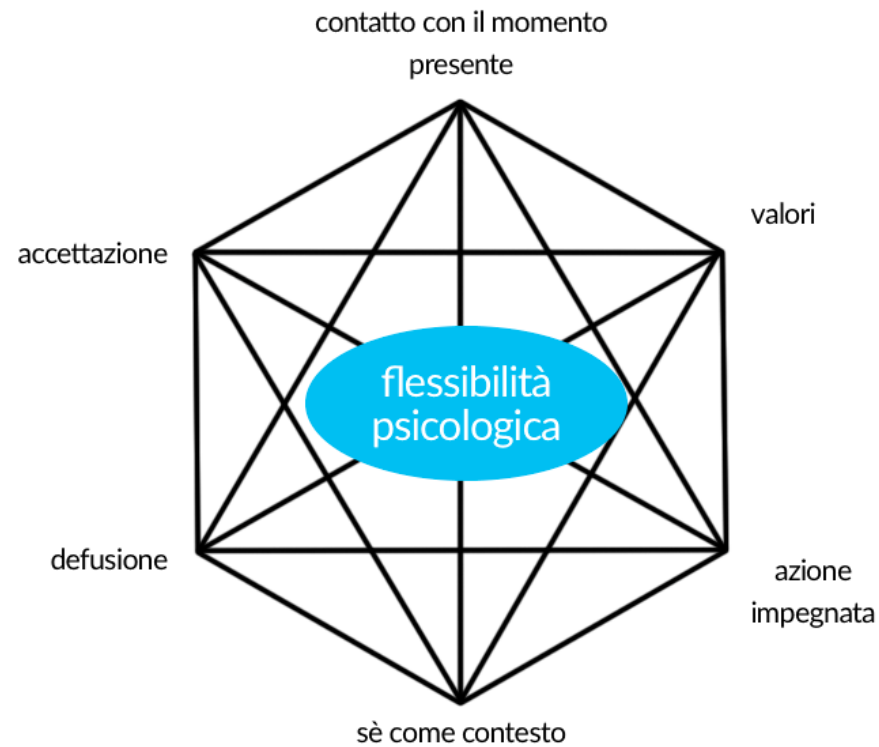 contatto con il momento
presente
valori
accettazione
flessibilità
psicologica
defusione
azione
impegnata
sè come contesto